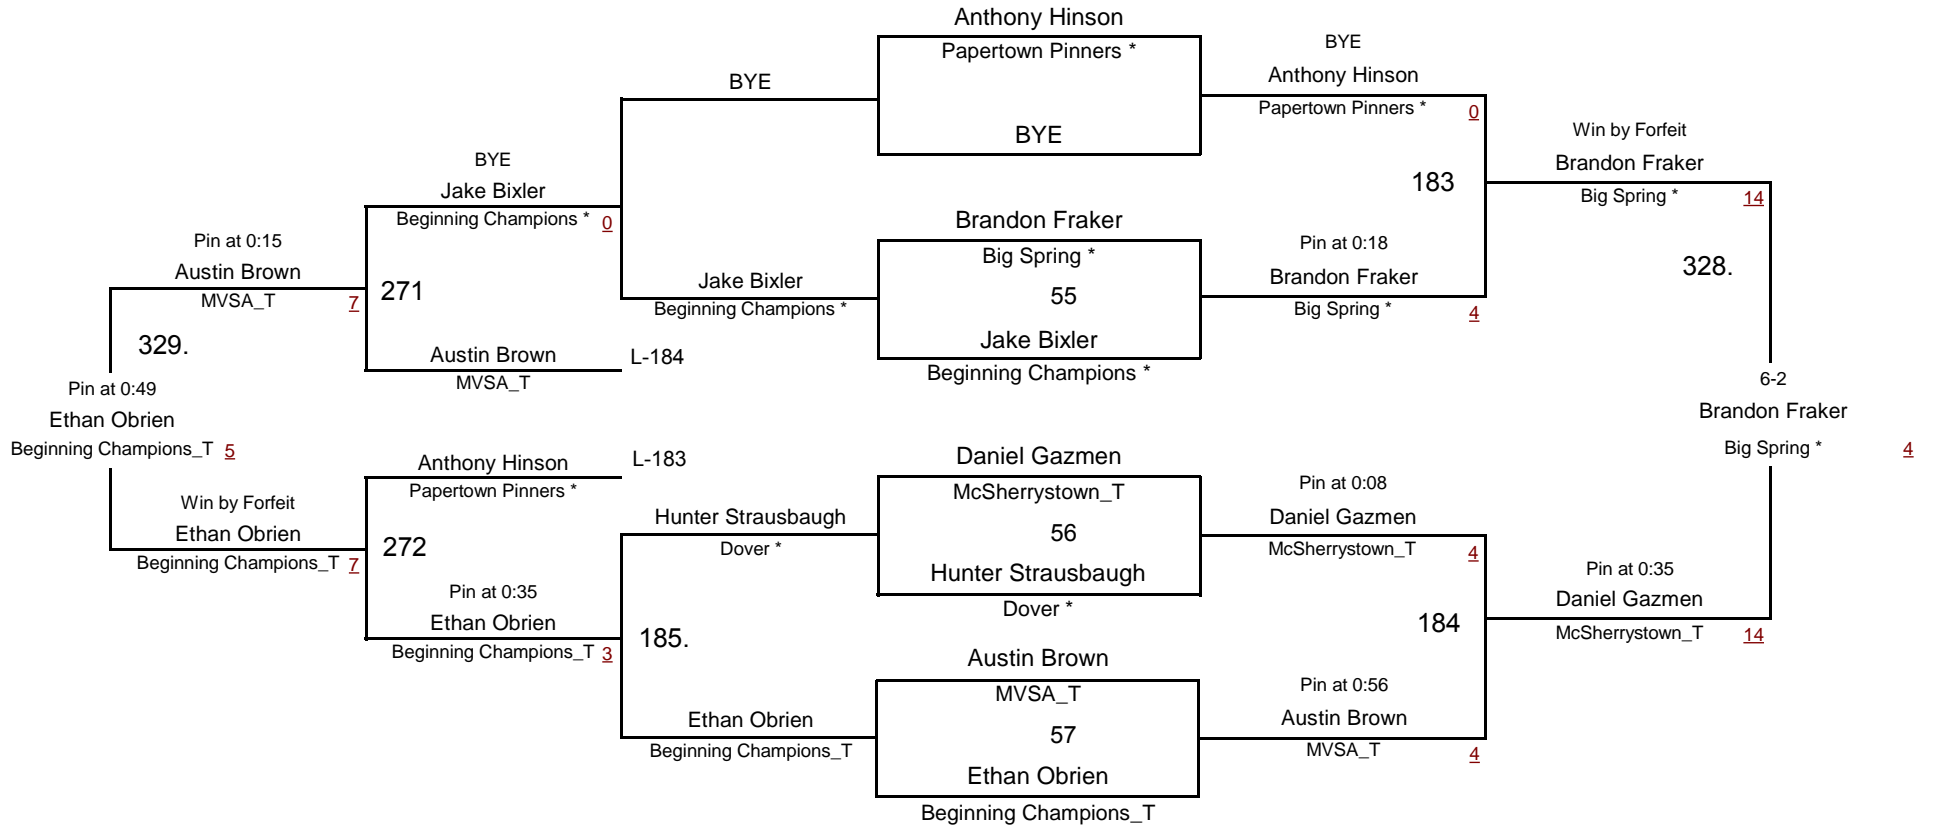 Anthony Hinson
Papertown Pinners *
BYE
BYE
BYE
Anthony Hinson
Papertown Pinners *
0
Win by Forfeit
Brandon Fraker
Big Spring *
14
183
BYE
Jake Bixler
Beginning Champions *
0
Brandon Fraker
Big Spring *
55
Jake Bixler
Beginning Champions *
Pin at 0:18
Brandon Fraker
Big Spring *
4
328.
Pin at 0:15
Austin Brown
MVSA_T
7
271
Jake Bixler
Beginning Champions *
329.
Austin Brown
MVSA_T
L-184
Pin at 0:49
Ethan Obrien
Beginning Champions_T
5
6-2
Brandon Fraker
Big Spring *
4
Anthony Hinson
Papertown Pinners *
L-183
Daniel Gazmen
McSherrystown_T
56
Hunter Strausbaugh
Dover *
Pin at 0:08
Daniel Gazmen
McSherrystown_T
4
Win by Forfeit
Ethan Obrien
Beginning Champions_T
7
272
Hunter Strausbaugh
Dover *
Pin at 0:35
Ethan Obrien
Beginning Champions_T
3
185.
184
Pin at 0:35
Daniel Gazmen
McSherrystown_T
14
Austin Brown
MVSA_T
57
Ethan Obrien
Beginning Champions_T
Pin at 0:56
Austin Brown
MVSA_T
4
Ethan Obrien
Beginning Champions_T